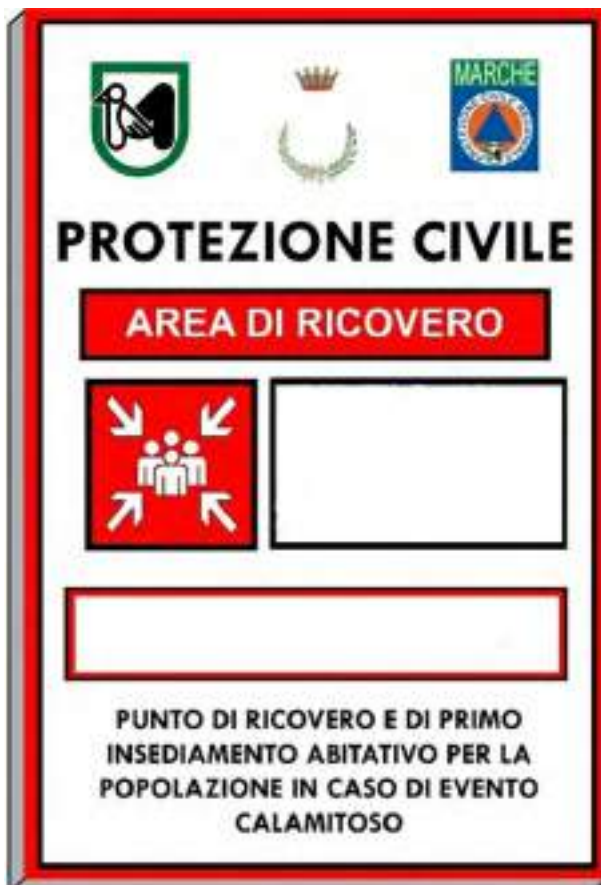 MARCHE
PROTEZIONE CIVILE
AREA DI RICOVERO
PUNTO DI RICOVERO E DI PRIMO
INSEDIAMENTO ABITATIVO PER LA
POPOLAZIONE IN CASO DI EVENTO
CALAMITOSO